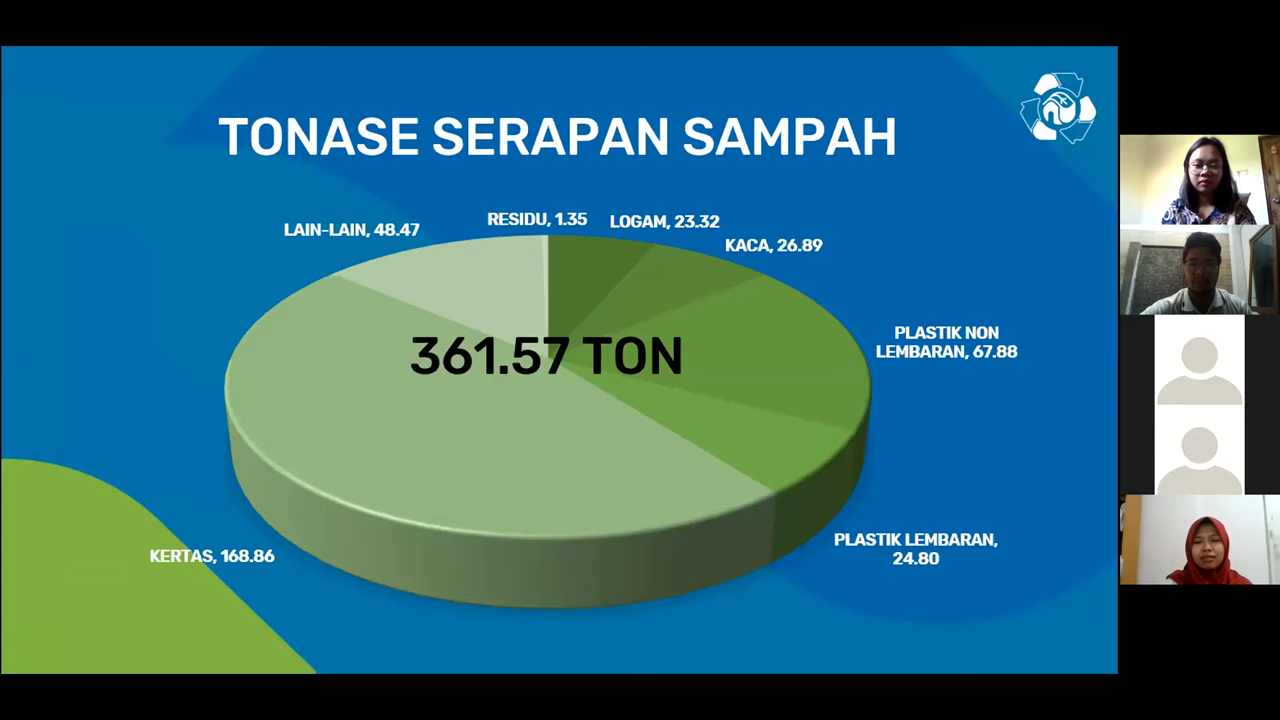 TONASE SERAPAN SAMPAH
RESIDU, 1.35
LOGAM, 23.32
LAIN-LAIN, 48.47
KACA, 26.89
PLASTIK NON
LEMBARAN, 67.88
361.57 TON
PLASTIK LEMBARAN,
24.80
KERTAS, 168.86